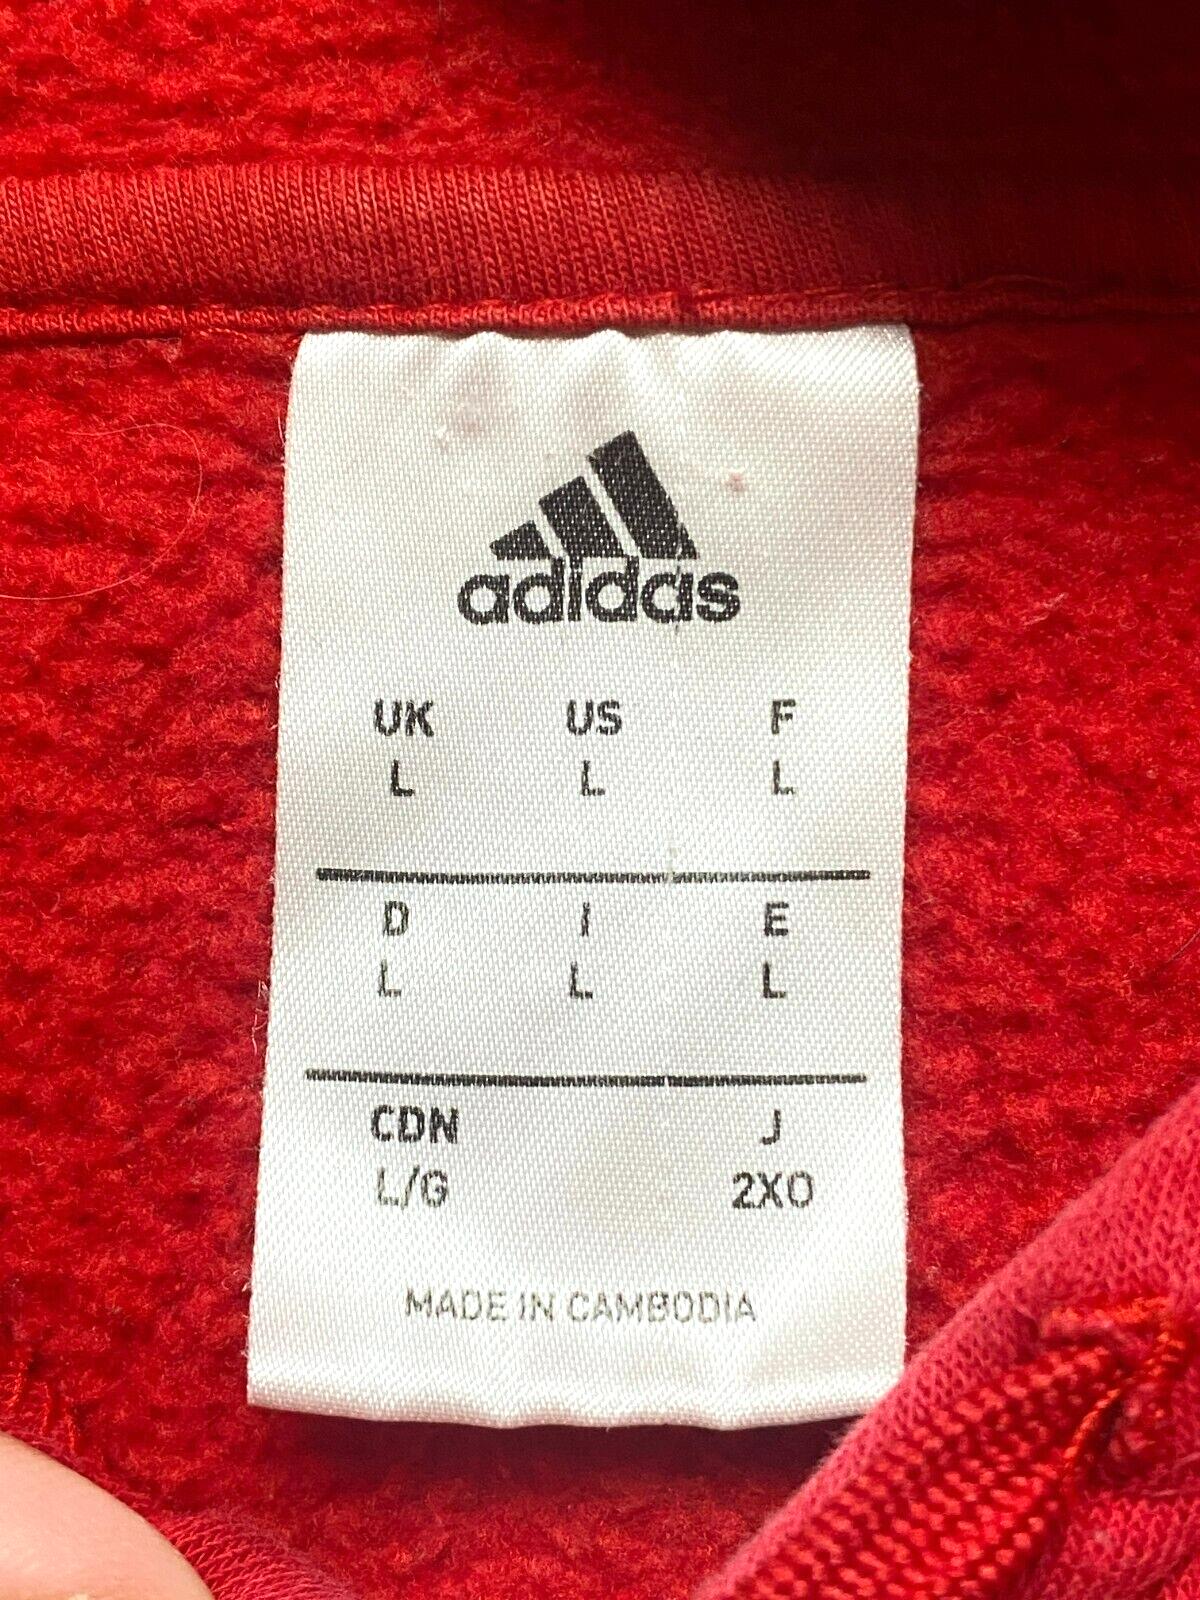 adidas
UK US F
L L L
D I E
L L L
CDN J
L/G 2XO
MADE IN CAMBODIA